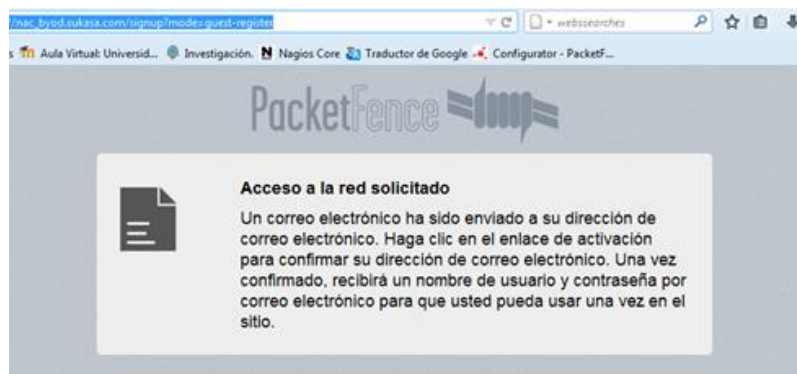 //nac_byod.sukasa.com/signup?mode=guest-register
webssearches
s Aula Virtual: Universid... Investigación. Nagios Core Traductor de Google Configurator - PacketF...
PacketFence
Acceso a la red solicitado
Un correo electrónico ha sido enviado a su dirección de
correo electrónico. Haga clic en el enlace de activación
para confirmar su dirección de correo electrónico. Una vez
confirmado, recibirá un nombre de usuario y contraseña por
correo electrónico para que usted pueda usar una vez en el
sitio.